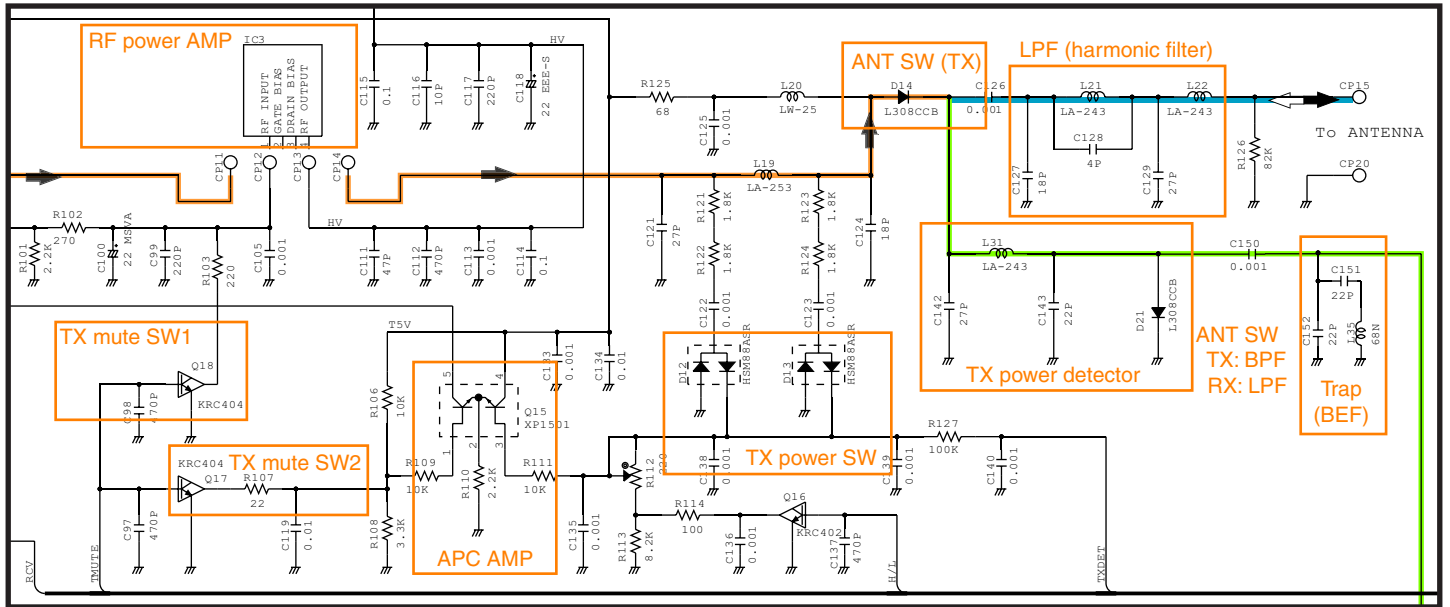 RF power AMP
IC3
RF INPUT
GATE BIAS
DRAIN BIAS
RF OUTPUT
1
2
3
4
CP11
CP12
CP13
CP14
HV
C115
0.1
C116
10P
C117
220P
C118
22 EEE-S
R125
68
C125
0.001
L20
LW-25
ANT SW (TX)
D14
L308CCB
C126
0.001
LPF (harmonic filter)
L21
LA-243
C128
4P
L22
LA-243
C127
18P
C129
27P
R126
82K
CP15
To ANTENNA
CP20
R101
2.2K
R102
270
C100
22 MSVA
C99
220P
R103
220
C105
0.001
HV
C111
47P
C112
470P
C113
0.001
C114
0.1
L19
LA-253
C121
27P
R121
1.8K
R122
1.8K
C122
0.001
R123
1.8K
R124
1.8K
C123
0.001
C124
18P
L31
LA-243
C142
27P
C143
22P
D21
L308CCB
TX power detector
C150
0.001
ANT SW
TX: BPF
RX: LPF
C151
22P
C152
22P
L35
68N
Trap
(BEF)
TX mute SW1
Q18
KRC404
C98
470P
T5V
C133
0.001
C134
0.01
R106
10K
5
4
Q15
XP1501
1
2
3
R109
10K
R110
2.2K
R111
10K
APC AMP
D12
HSM88ASR
D13
HSM88ASR
TX power SW
KRC404
TX mute SW2
Q17
R107
22
C97
470P
C119
0.01
R108
3.3K
C135
0.001
R112
R113
8.2K
R114
100
C138
0.001
C136
0.001
Q16
KRC402
C137
470P
C139
0.001
R127
100K
C140
0.001
RCV
TMUTE
H/L
TXDET